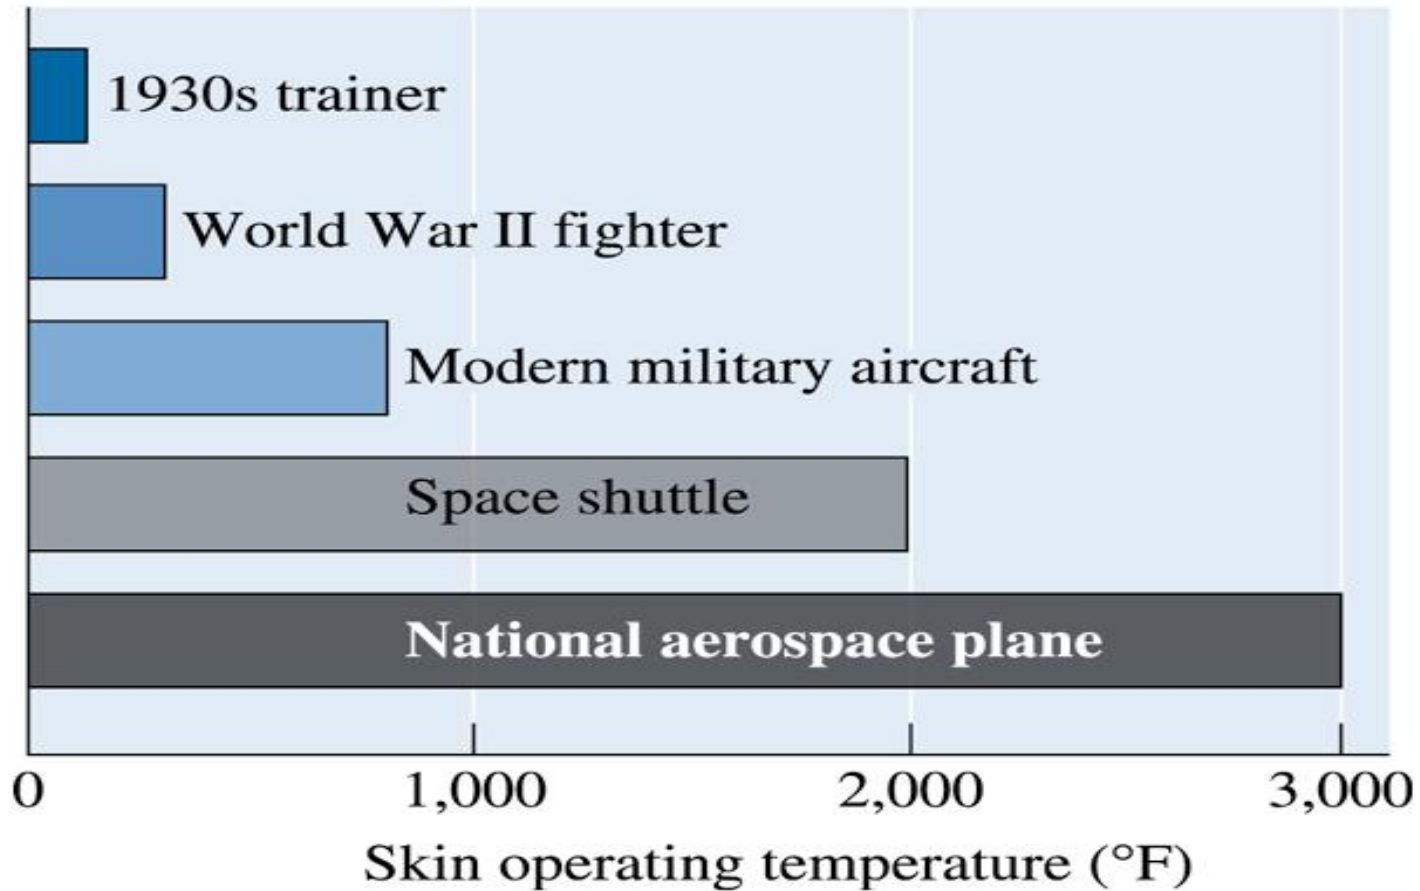 1930s trainer
World War II fighter
Modern military aircraft
Space shuttle
National aerospace plane
0 1,000 2,000 3,000
Skin operating temperature (°F)